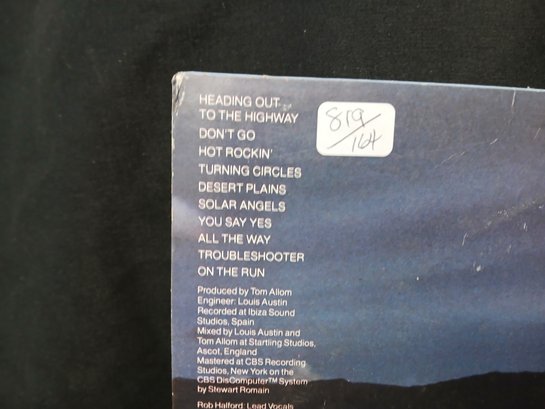 HEADING OUT
TO THE HIGHWAY
DON'T GO
HOT ROCKIN'
TURNING CIRCLES
DESERT PLAINS
SOLAR ANGELS
YOU SAY YES
ALL THE WAY
TROUBLESHOOTER
ON THE RUN
819/164
Produced by Tom Allom
Engineer: Louis Austin
Recorded at Ibiza Sound
Studios, Spain
Mixed by Louis Austin and
Tom Allom at Startling Studios,
Ascot, England
Mastered at CBS Recording
Studios, New York on the
CBS DisComputer™ System
by Stewart Romain
Rob Halford: Lead Vocals